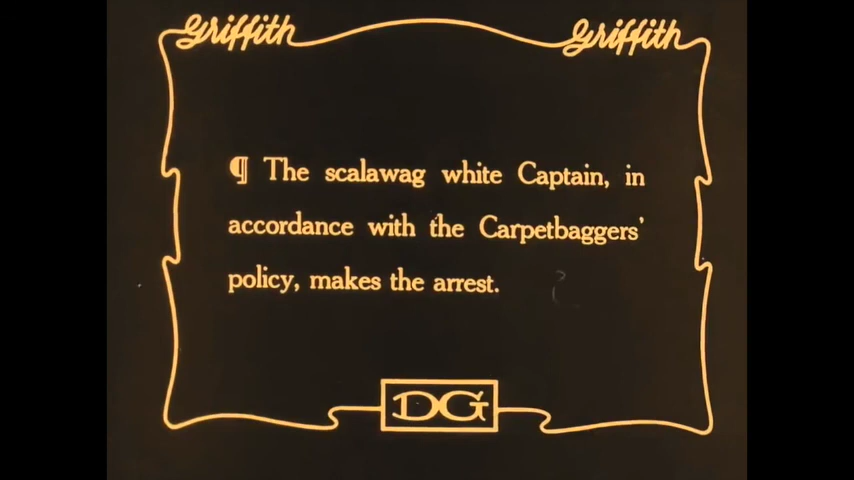 Griffith Griffith
¶ The scalawag white Captain, in
accordance with the Carpetbaggers'
policy, makes the arrest.
DG